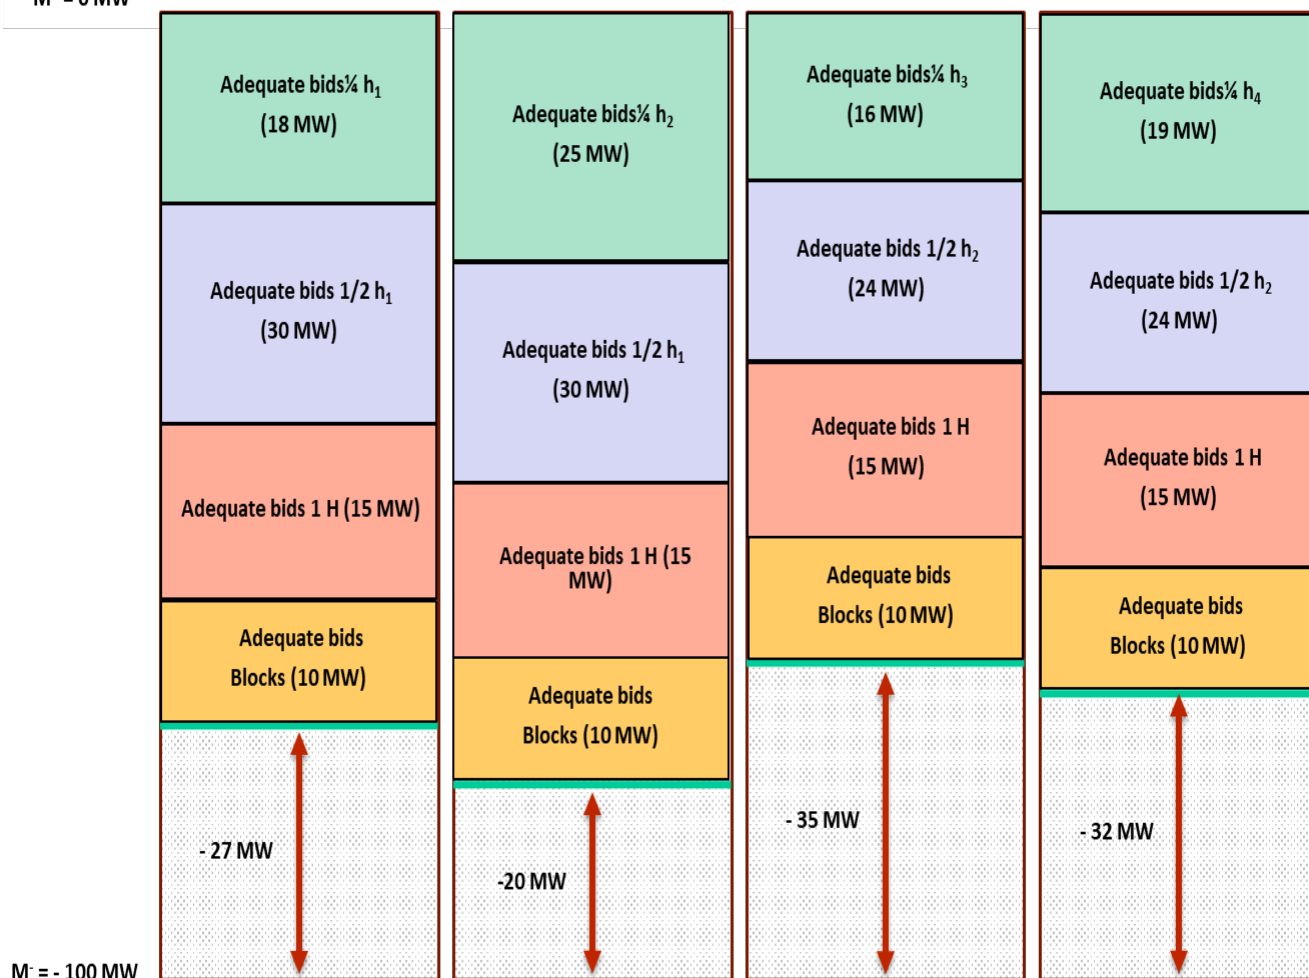 Adequate bids¼ h₁
(18 MW)
Adequate bids 1/2 h₁
(30 MW)
Adequate bids 1 H (15 MW)
Adequate bids
Blocks (10 MW)
- 27 MW
Adequate bids¼ h₂
(25 MW)
Adequate bids 1/2 h₁
(30 MW)
Adequate bids 1 H (15
MW)
Adequate bids
Blocks (10 MW)
-20 MW
Adequate bids¼ h₃
(16 MW)
Adequate bids 1/2 h₂
(24 MW)
Adequate bids 1 H
(15 MW)
Adequate bids
Blocks (10 MW)
- 35 MW
Adequate bids¼ h₄
(19 MW)
Adequate bids 1/2 h₂
(24 MW)
Adequate bids 1 H
(15 MW)
Adequate bids
Blocks (10 MW)
- 32 MW
M⁻ = - 100 MW